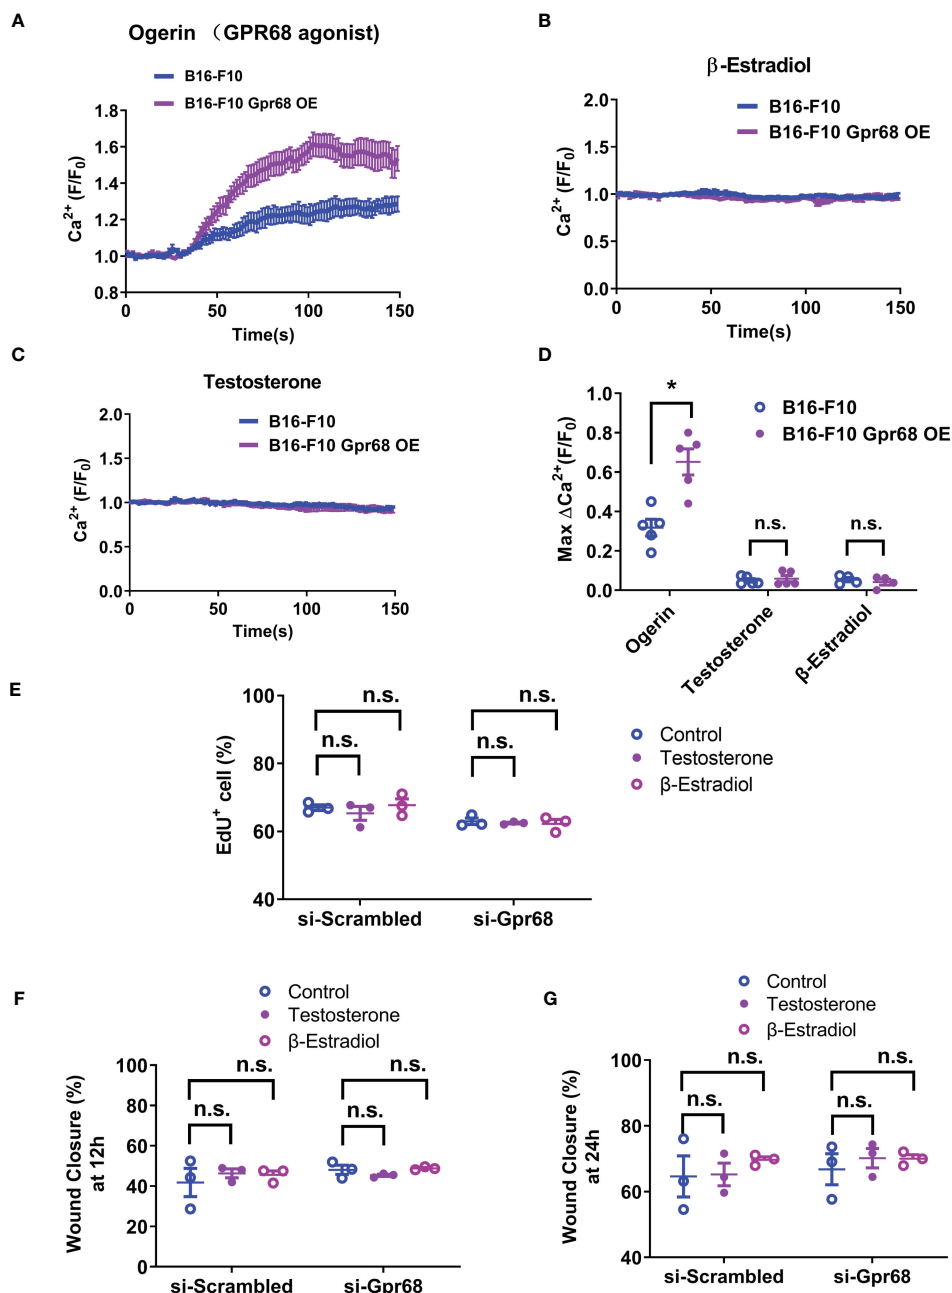 A
Ogerin （GPR68 agonist)
B16-F10
B16-F10 Gpr68 OE
Ca2+ (F/F0)
1.8
1.6
1.4
1.2
1.0
0.8
0 50 100 150
Time(s)
B
β-Estradiol
B16-F10
B16-F10 Gpr68 OE
Ca2+ (F/F0)
2.0
1.5
1.0
0.5
0.0
0 50 100 150
Time(s)
C
Testosterone
B16-F10
B16-F10 Gpr68 OE
Ca2+ (F/F0)
2.0
1.5
1.0
0.5
0.0
0 50 100 150
Time(s)
D
B16-F10
B16-F10 Gpr68 OE
Max ΔCa2+(F/F0)
1.0
0.8
0.6
0.4
0.2
0.0
*
n.s.
n.s.
Ogerin
Testosterone
β-Estradiol
E
Control
Testosterone
β-Estradiol
EdU+ cell (%)
100
80
60
40
n.s.
n.s.
n.s.
n.s.
si-Scrambled
si-Gpr68
F
Control
Testosterone
β-Estradiol
Wound Closure (%)
at 12h
100
80
60
40
20
0
n.s.
n.s.
n.s.
n.s.
si-Scrambled
si-Gpr68
G
Control
Testosterone
β-Estradiol
Wound Closure (%)
at 24h
100
80
60
40
n.s.
n.s.
n.s.
n.s.
si-Scrambled
si-Gpr68